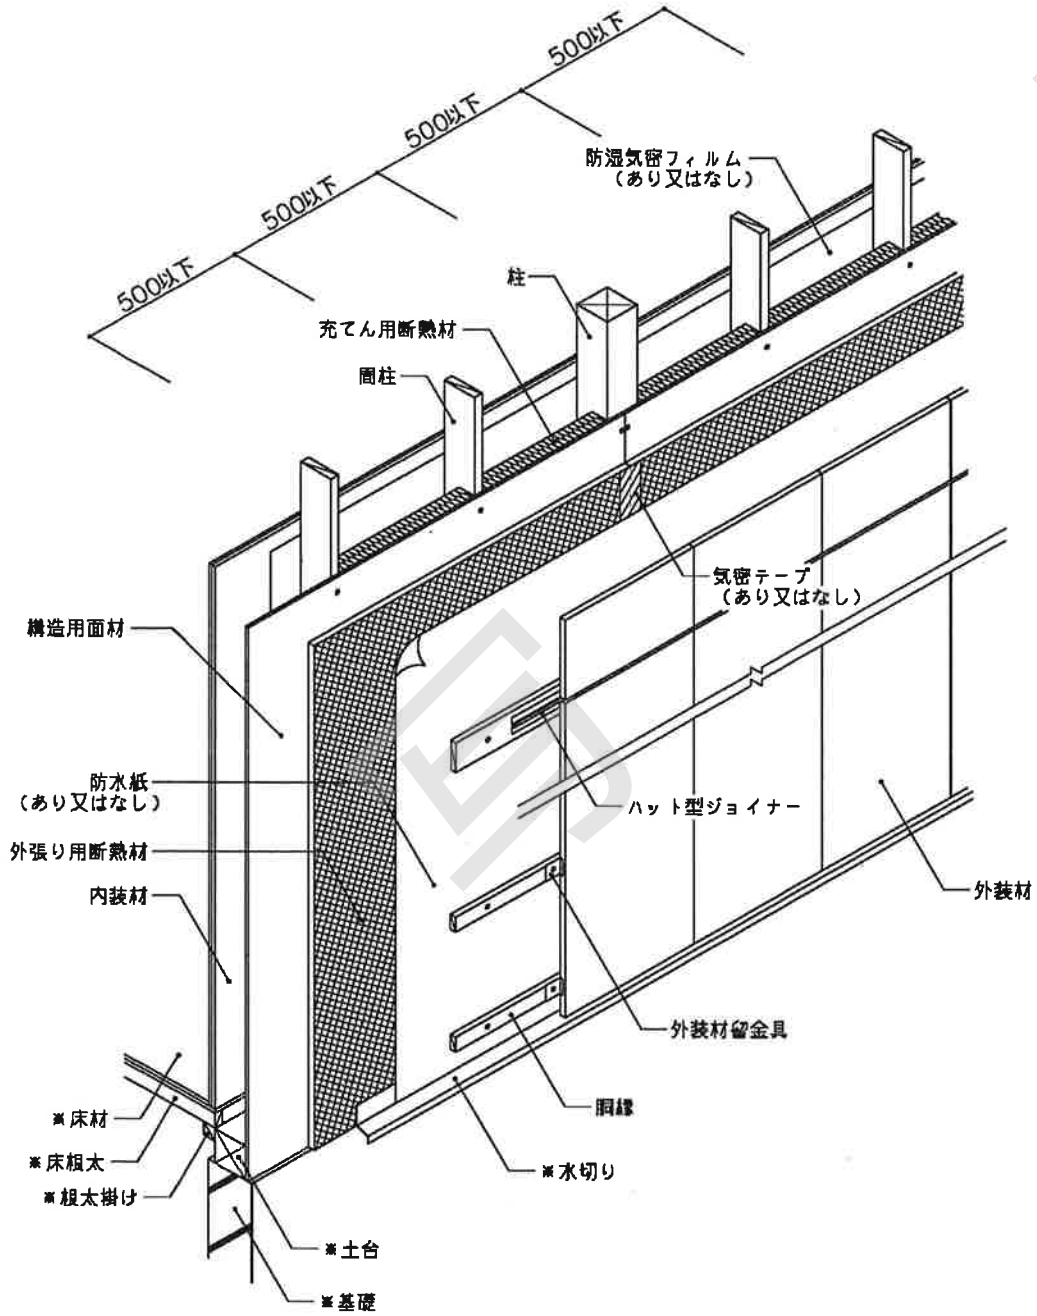 500以下
500以下
500以下
500以下
防湿気密フィルム
（あり又はなし）
柱
充てん用断熱材
間柱
気密テープ
（あり又はなし）
構造用面材
防水紙
（あり又はなし）
ハット型ジョイナー
外張り用断熱材
内装材
外装材
外装材留金具
胴縁
※床材
※床根太
※水切り
※根太掛け
※土台
※基礎